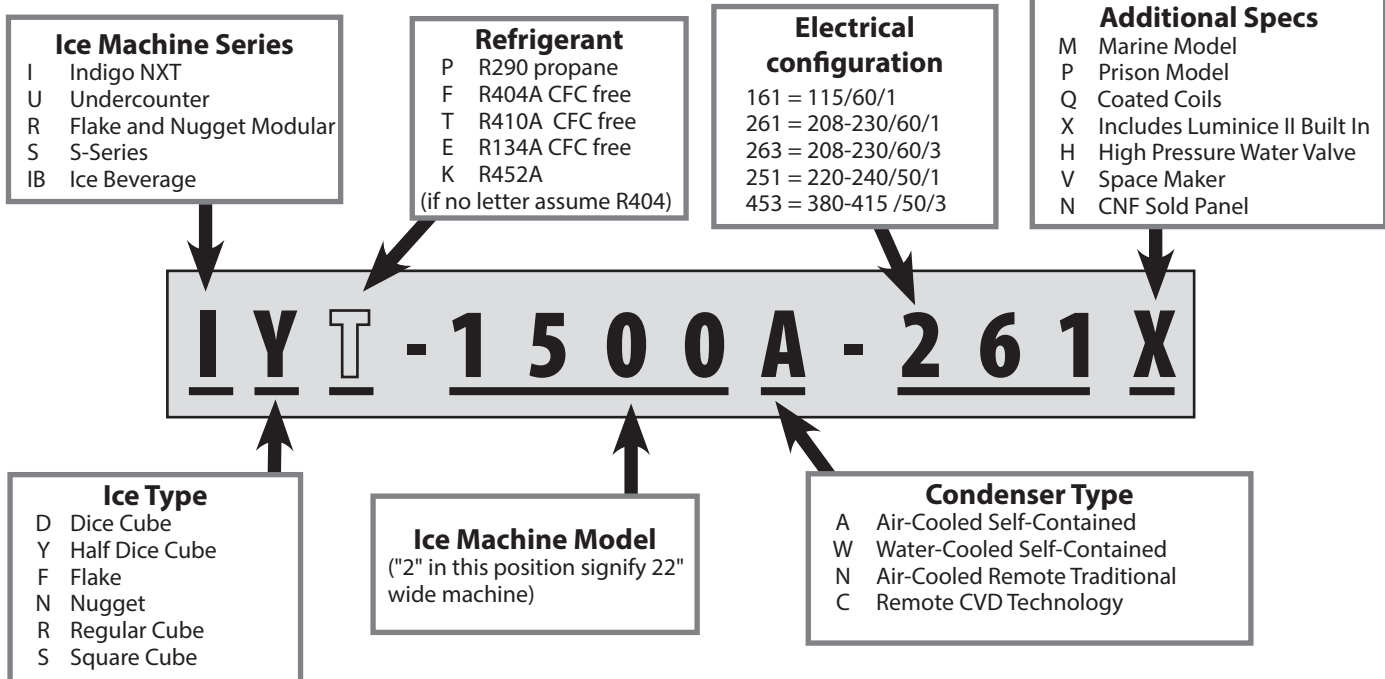 Ice Machine Series
I Indigo NXT
U Undercounter
R Flake and Nugget Modular
S S-Series
IB Ice Beverage
Refrigerant
P R290 propane
F R404A CFC free
T R410A CFC free
E R134A CFC free
K R452A
(if no letter assume R404)
Electrical
configuration
161 = 115/60/1
261 = 208-230/60/1
263 = 208-230/60/3
251 = 220-240/50/1
453 = 380-415 /50/3
Additional Specs
M Marine Model
P Prison Model
Q Coated Coils
X Includes Luminice II Built In
H High Pressure Water Valve
V Space Maker
N CNF Sold Panel
I Y T - 1 5 0 0 A - 2 6 1 X
Ice Type
D Dice Cube
Y Half Dice Cube
F Flake
N Nugget
R Regular Cube
S Square Cube
Ice Machine Model
("2" in this position signify 22"
wide machine)
Condenser Type
A Air-Cooled Self-Contained
W Water-Cooled Self-Contained
N Air-Cooled Remote Traditional
C Remote CVD Technology